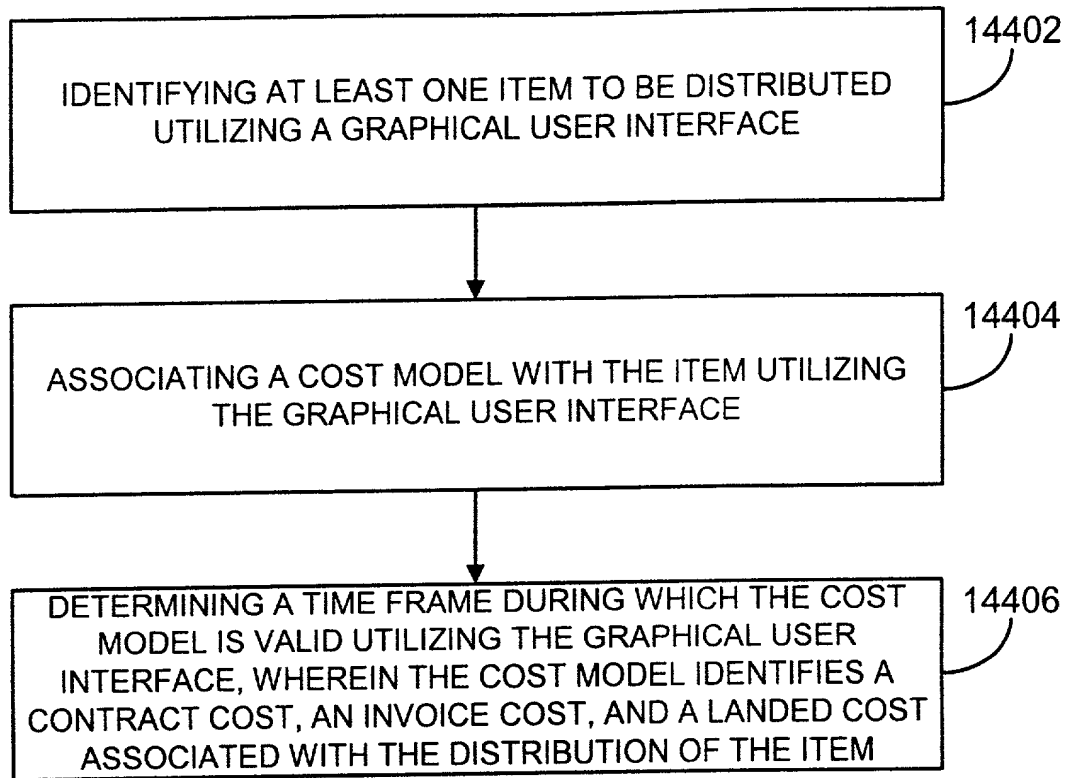 14402
IDENTIFYING AT LEAST ONE ITEM TO BE DISTRIBUTED
UTILIZING A GRAPHICAL USER INTERFACE
14404
ASSOCIATING A COST MODEL WITH THE ITEM UTILIZING
THE GRAPHICAL USER INTERFACE
14406
DETERMINING A TIME FRAME DURING WHICH THE COST
MODEL IS VALID UTILIZING THE GRAPHICAL USER
INTERFACE, WHEREIN THE COST MODEL IDENTIFIES A
CONTRACT COST, AN INVOICE COST, AND A LANDED COST
ASSOCIATED WITH THE DISTRIBUTION OF THE ITEM